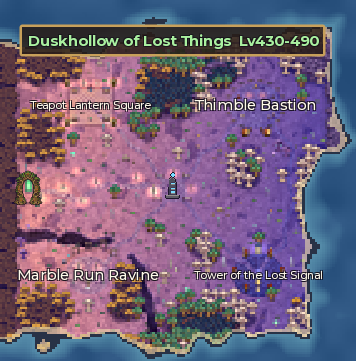 Duskhollow of Lost Things Lv430-490
Teapot Lantern Square
Thimble Bastion
Marble Run Ravine
Tower of the Lost Signal